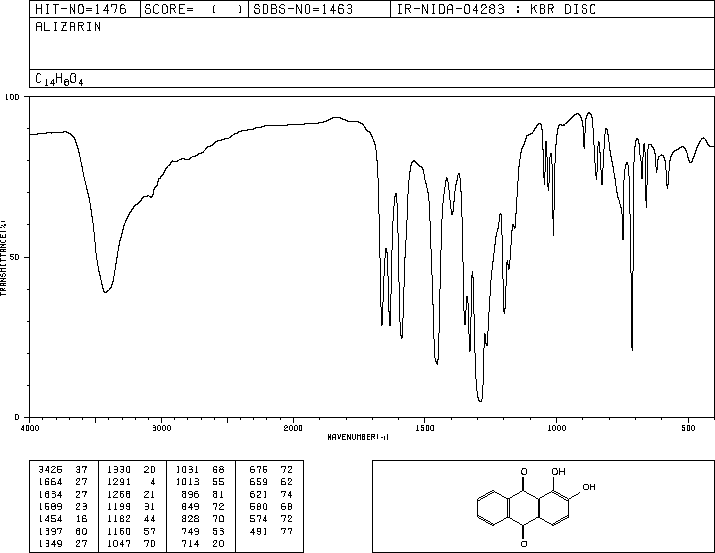 HIT-NO=1476 SCORE= ( ) SDBS-NO=1463 IR-NIDA-04283 : KBR DISC
ALIZARIN
C14H8O4
100
50
0
TRANSMITTANCE(%)
4000 3000 2000 1500 1000 500
WAVENUMBER(-1)
3426 37 1330 20 1031 68 676 72
1664 27 1291 4 1013 55 659 62
1634 27 1268 21 896 81 621 74
1589 23 1199 31 849 72 580 68
1454 16 1182 44 828 70 574 72
1397 60 1160 57 749 53 491 77
1349 27 1047 70 714 20
O OH
OH
O